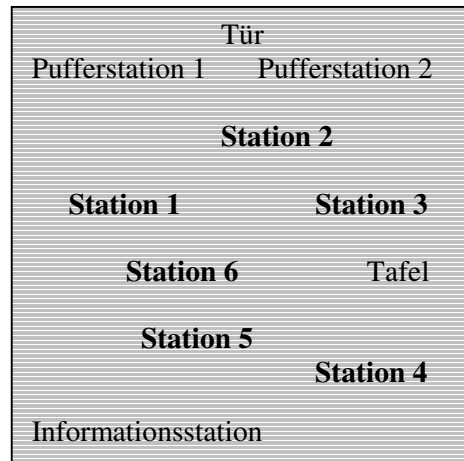 Tür
Pufferstation 1 Pufferstation 2
Station 2
Station 1 Station 3
Station 6 Tafel
Station 5
Station 4
Informationsstation